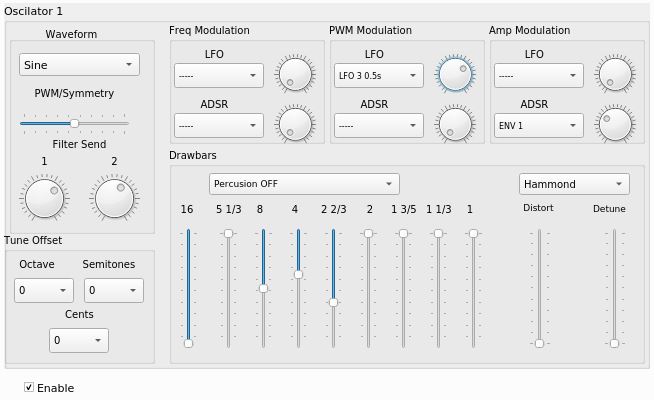 Oscilator 1
Waveform
Sine
PWM/Symmetry
Filter Send
1 2
Tune Offset
Octave Semitones
0 0
Cents
0
Freq Modulation
LFO
-----
ADSR
-----
PWM Modulation
LFO
LFO 3 0.5s
ADSR
-----
Amp Modulation
LFO
-----
ADSR
ENV 1
Drawbars
Percusion OFF Hammond
16 5 1/3 8 4 2 2/3 2 1 3/5 1 1/3 1 Distort Detune
Enable